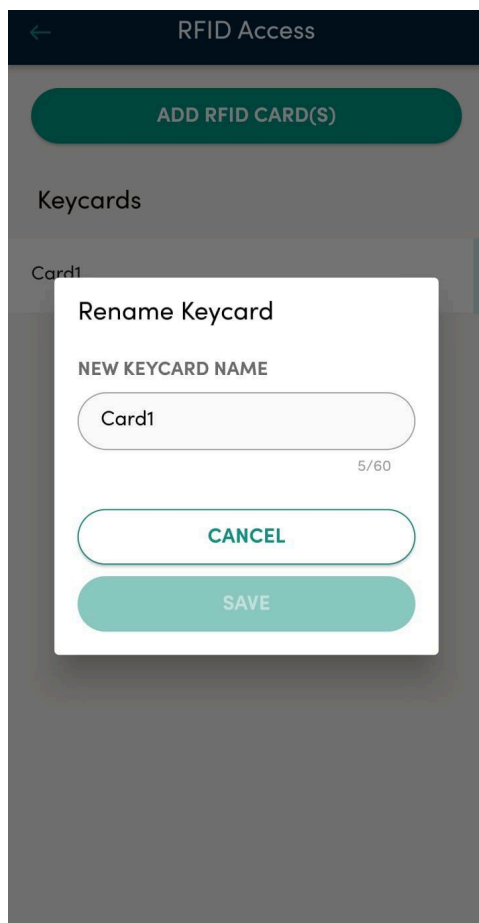 RFID Access
ADD RFID CARD(S)
Keycards
Card1
Rename Keycard
NEW KEYCARD NAME
Card1
5/60
CANCEL
SAVE